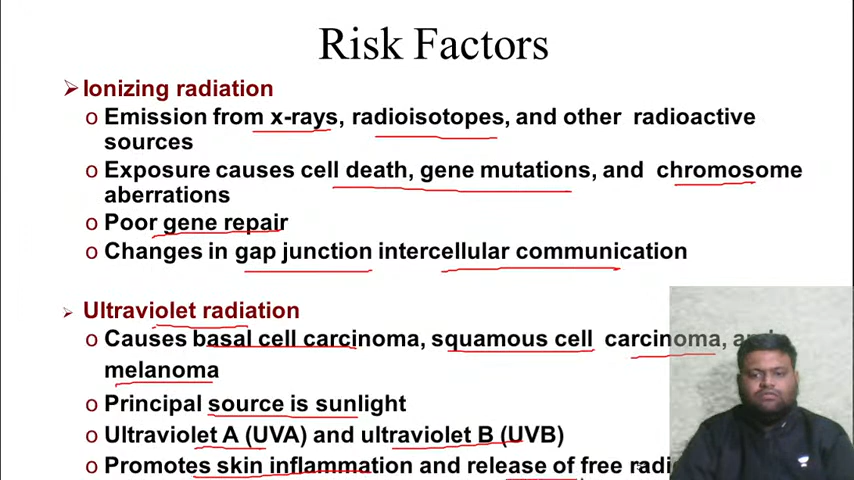 Risk Factors
Ionizing radiation
o Emission from x-rays, radioisotopes, and other radioactive
sources
o Exposure causes cell death, gene mutations, and chromosome
aberrations
o Poor gene repair
o Changes in gap junction intercellular communication
Ultraviolet radiation
o Causes basal cell carcinoma, squamous cell carcinoma, and
melanoma
o Principal source is sunlight
o Ultraviolet A (UVA) and ultraviolet B (UVB)
o Promotes skin inflammation and release of free